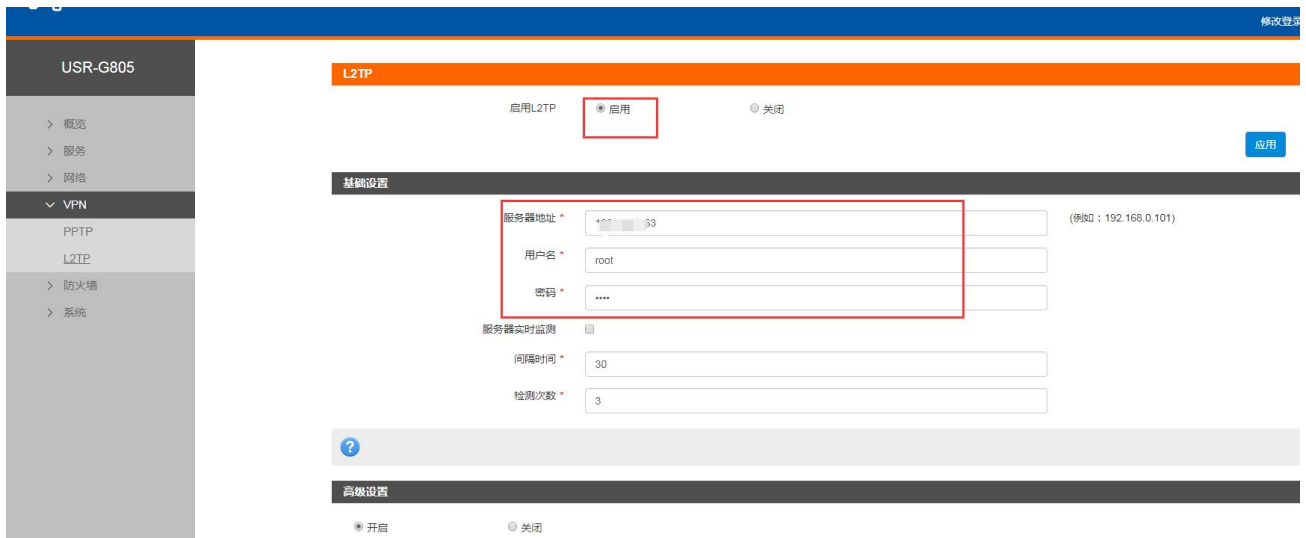 修改登录
USR-G805
L2TP
启用L2TP 启用 关闭
> 概览
> 服务
应用
> 网络
基础设置
VPN
服务器地址 * 53 (例如：192.168.0.101)
PPTP
用户名 * root
L2TP
> 防火墙
密码 * ••••
> 系统
服务器实时监测
间隔时间 * 30
检测次数 * 3
?
高级设置
开启 关闭